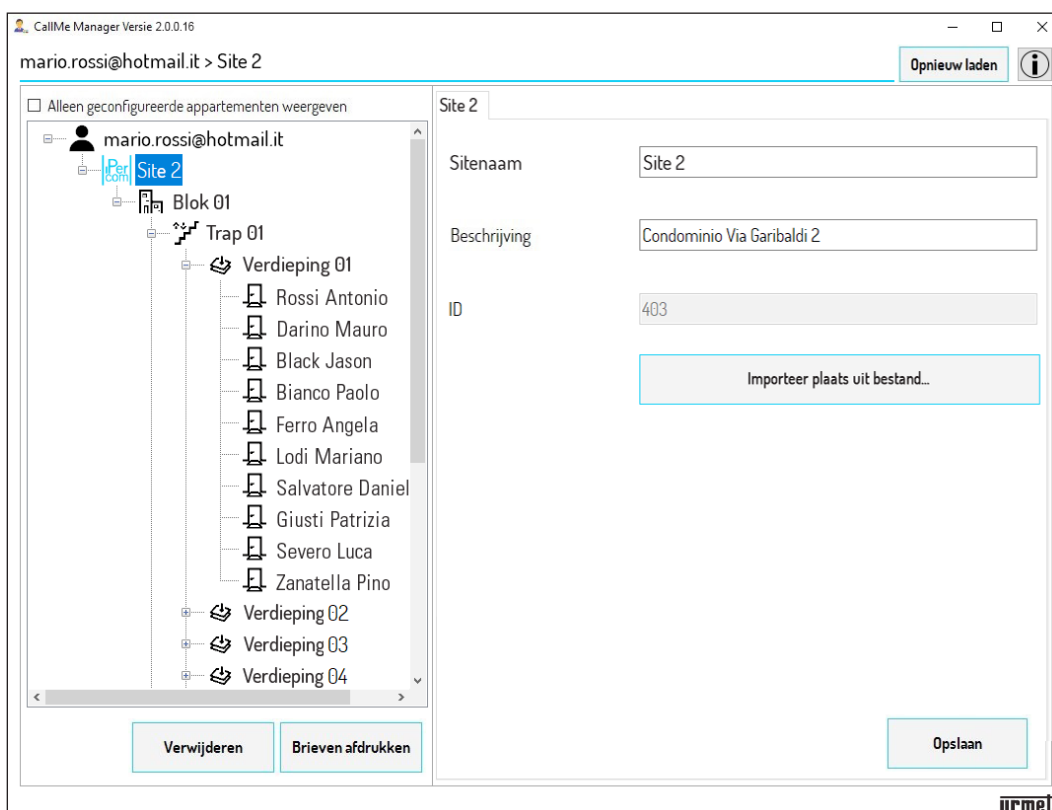 CallMe Manager Versie 2.0.0.16
mario.rossi@hotmail.it > Site 2
Opnieuw laden
Alleen geconfigureerde appartementen weergeven
mario.rossi@hotmail.it
iPer com Site 2
Blok 01
Trap 01
Verdieping 01
Rossi Antonio
Darino Mauro
Black Jason
Bianco Paolo
Ferro Angela
Lodi Mariano
Salvatore Daniel
Giusti Patrizia
Severo Luca
Zanatella Pino
Verdieping 02
Verdieping 03
Verdieping 04
Verwijderen
Brieven afdrukken
Site 2
Sitenaam
Site 2
Beschrijving
Condominio Via Garibaldi 2
ID
403
Importeer plaats uit bestand...
Opslaan
urmet